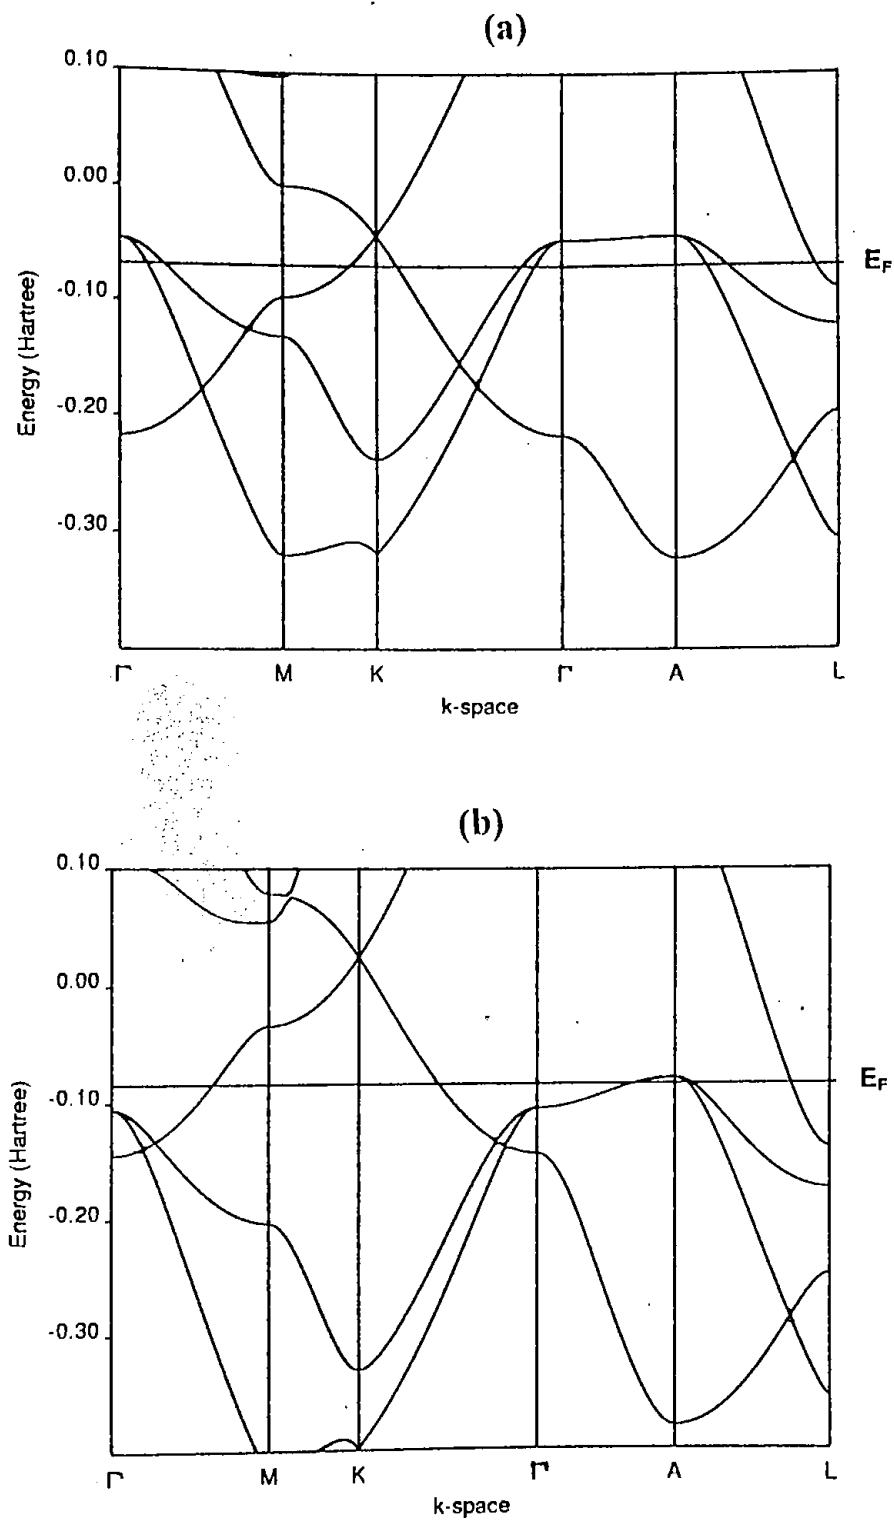 (a)
0.10
0.00
-0.10
-0.20
-0.30
Energy (Hartree)
E_F
Γ M K Γ A L
k-space
(b)
0.10
0.00
-0.10
-0.20
-0.30
Energy (Hartree)
E_F
Γ M K Γ A L
k-space